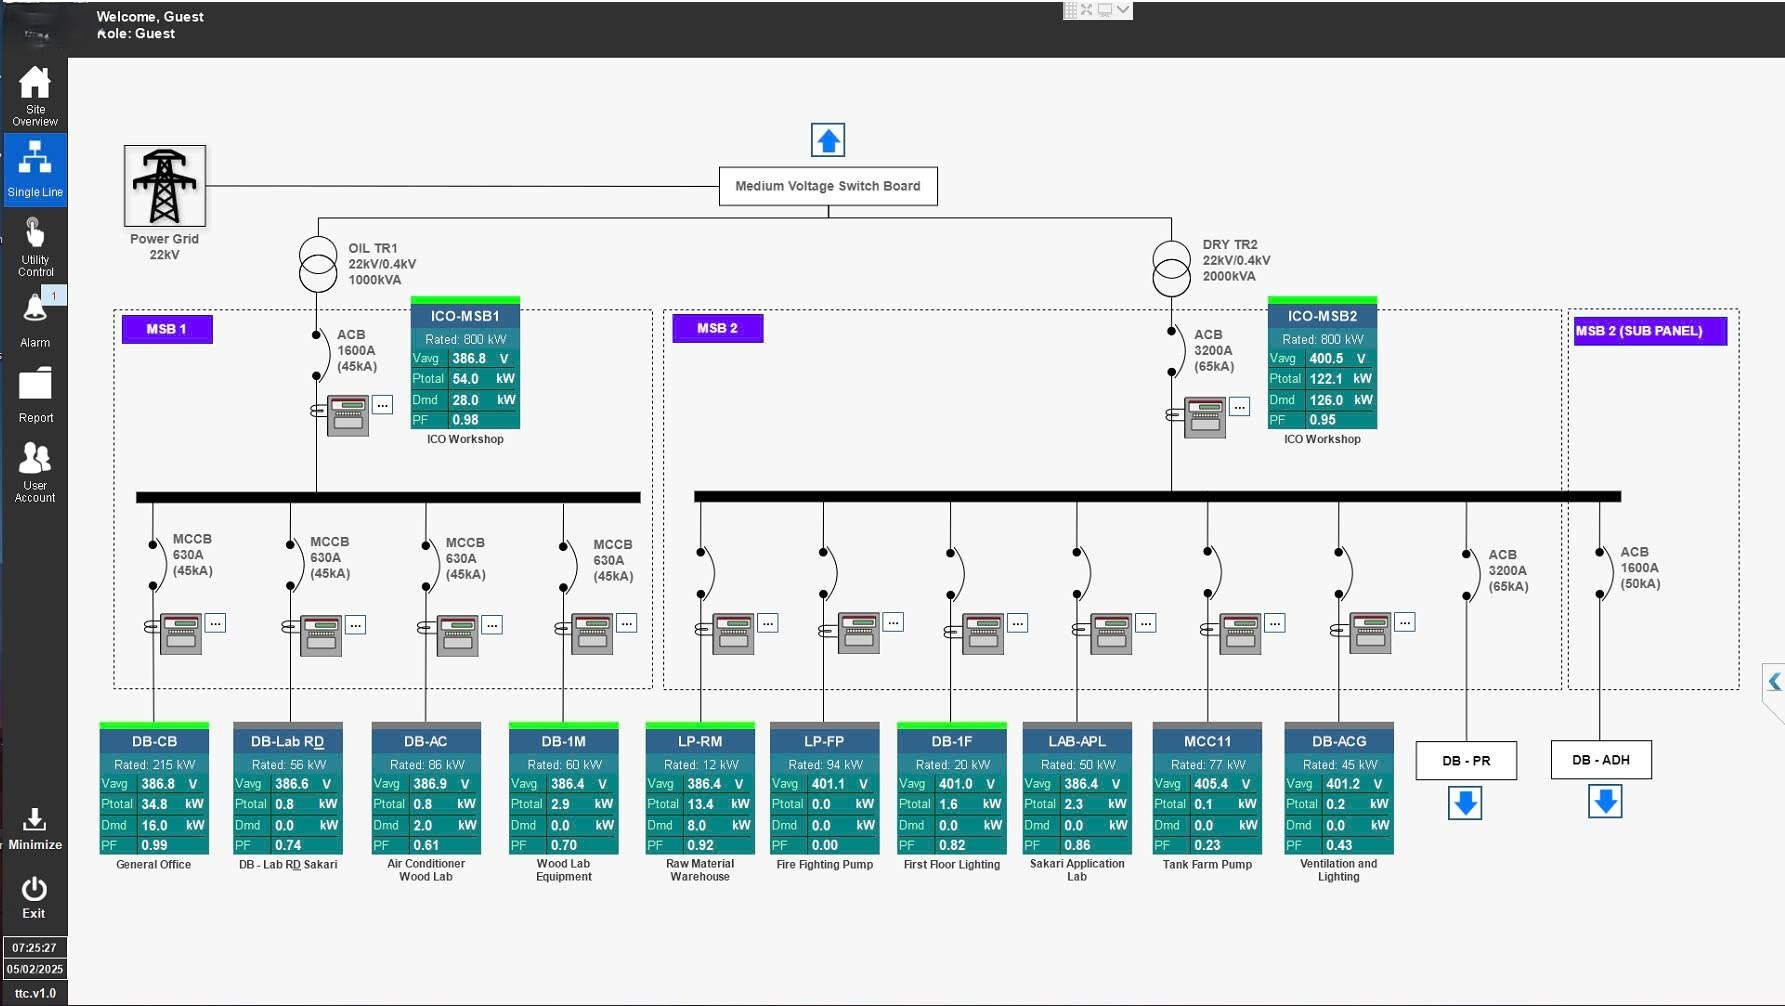 Welcome, Guest
Role: Guest
Site
Overview
Single Line
Utility
Control
1
Alarm
Report
User
Account
Minimize
Exit
07:25:27
05/02/2025
ttc.v1.0
Power Grid
22kV
Medium Voltage Switch Board
OIL TR1
22kV/0.4kV
1000kVA
DRY TR2
22kV/0.4kV
2000kVA
MSB 1
ACB
1600A
(45kA)
...
ICO-MSB1
Rated: 800 kW
Vavg 386.8 V
Ptotal 54.0 kW
Dmd 28.0 kW
PF 0.98
ICO Workshop
MSB 2
ACB
3200A
(65kA)
...
ICO-MSB2
Rated: 800 kW
Vavg 400.5 V
Ptotal 122.1 kW
Dmd 126.0 kW
PF 0.95
ICO Workshop
MSB 2 (SUB PANEL)
MCCB
630A
(45kA)
...
MCCB
630A
(45kA)
...
MCCB
630A
(45kA)
...
MCCB
630A
(45kA)
...
...
...
...
...
...
...
ACB
3200A
(65kA)
ACB
1600A
(50kA)
DB-CB
Rated: 215 kW
Vavg 386.8 V
Ptotal 34.8 kW
Dmd 16.0 kW
PF 0.99
General Office
DB-Lab RD
Rated: 56 kW
Vavg 386.6 V
Ptotal 0.8 kW
Dmd 0.0 kW
PF 0.74
DB - Lab RD Sakari
DB-AC
Rated: 86 kW
Vavg 386.9 V
Ptotal 0.8 kW
Dmd 2.0 kW
PF 0.61
Air Conditioner
Wood Lab
DB-1M
Rated: 60 kW
Vavg 386.4 V
Ptotal 2.9 kW
Dmd 0.0 kW
PF 0.70
Wood Lab
Equipment
LP-RM
Rated: 12 kW
Vavg 386.4 V
Ptotal 13.4 kW
Dmd 8.0 kW
PF 0.92
Raw Material
Warehouse
LP-FP
Rated: 94 kW
Vavg 401.1 V
Ptotal 0.0 kW
Dmd 0.0 kW
PF 0.00
Fire Fighting Pump
DB-1F
Rated: 20 kW
Vavg 401.0 V
Ptotal 1.6 kW
Dmd 0.0 kW
PF 0.82
First Floor Lighting
LAB-APL
Rated: 50 kW
Vavg 386.4 V
Ptotal 2.3 kW
Dmd 0.0 kW
PF 0.86
Sakari Application
Lab
MCC11
Rated: 77 kW
Vavg 405.4 V
Ptotal 0.1 kW
Dmd 0.0 kW
PF 0.23
Tank Farm Pump
DB-ACG
Rated: 45 kW
Vavg 401.2 V
Ptotal 0.2 kW
Dmd 0.0 kW
PF 0.43
Ventilation and
Lighting
DB - PR
DB - ADH